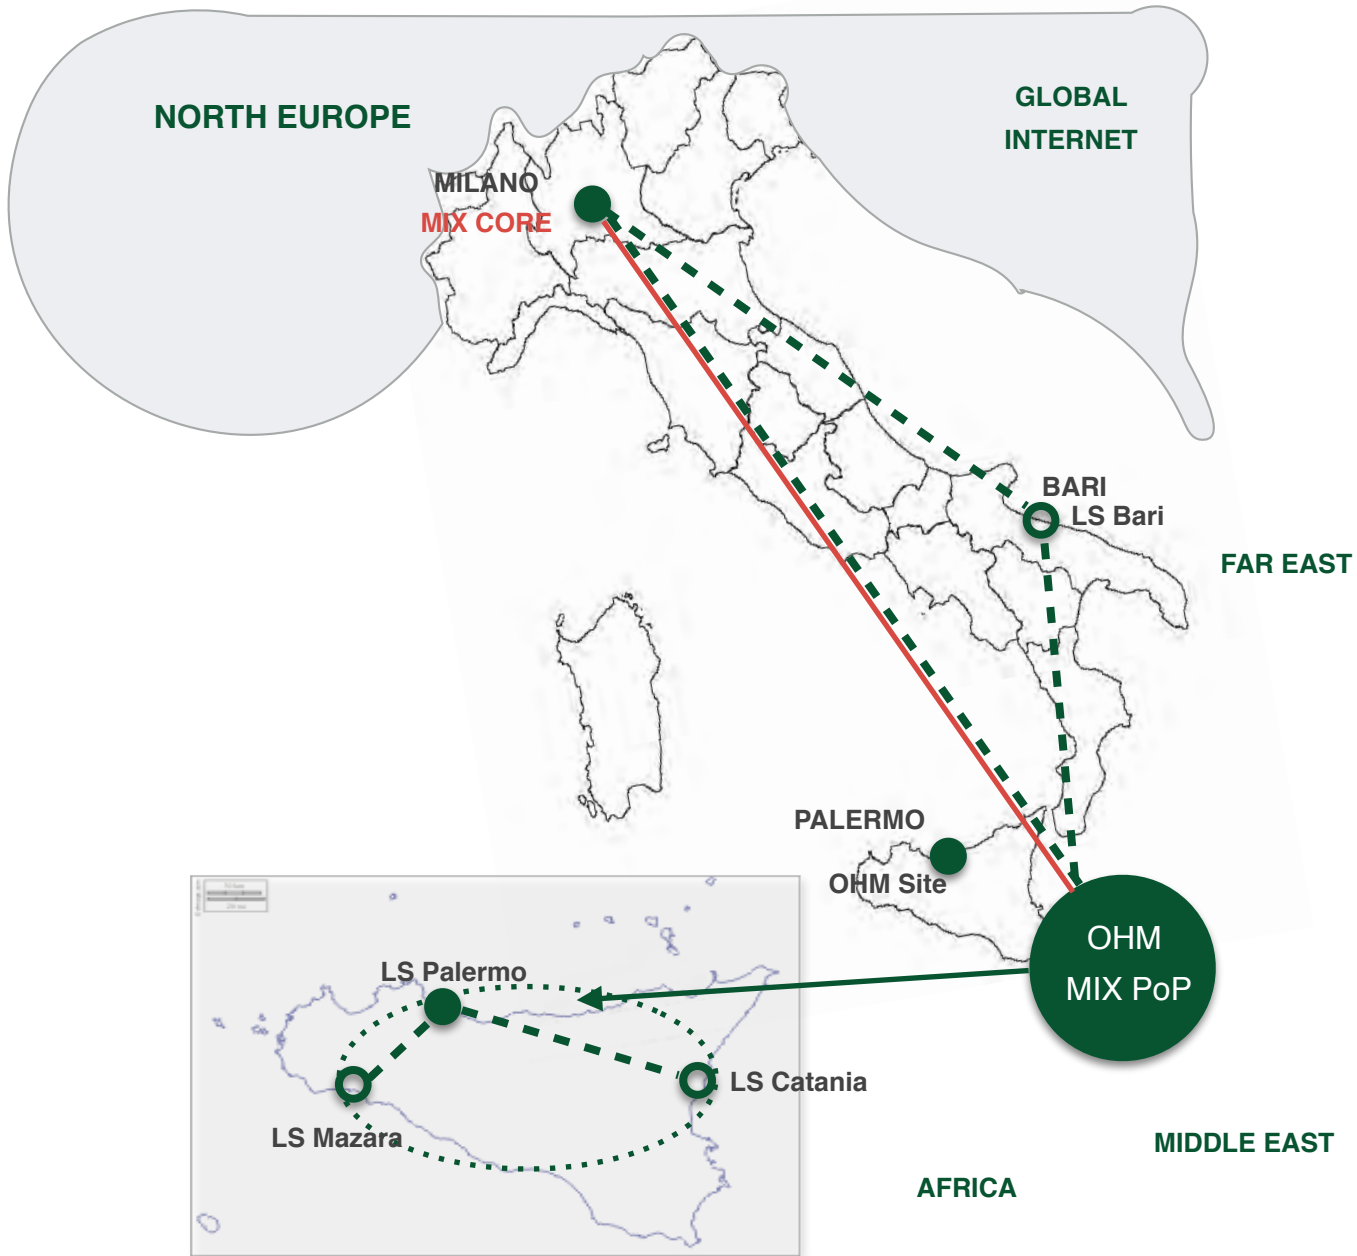 NORTH EUROPE
GLOBAL
INTERNET
MILANO
MIX CORE
BARI
LS Bari
FAR EAST
PALERMO
OHM Site
OHM
MIX PoP
LS Palermo
LS Catania
LS Mazara
MIDDLE EAST
AFRICA